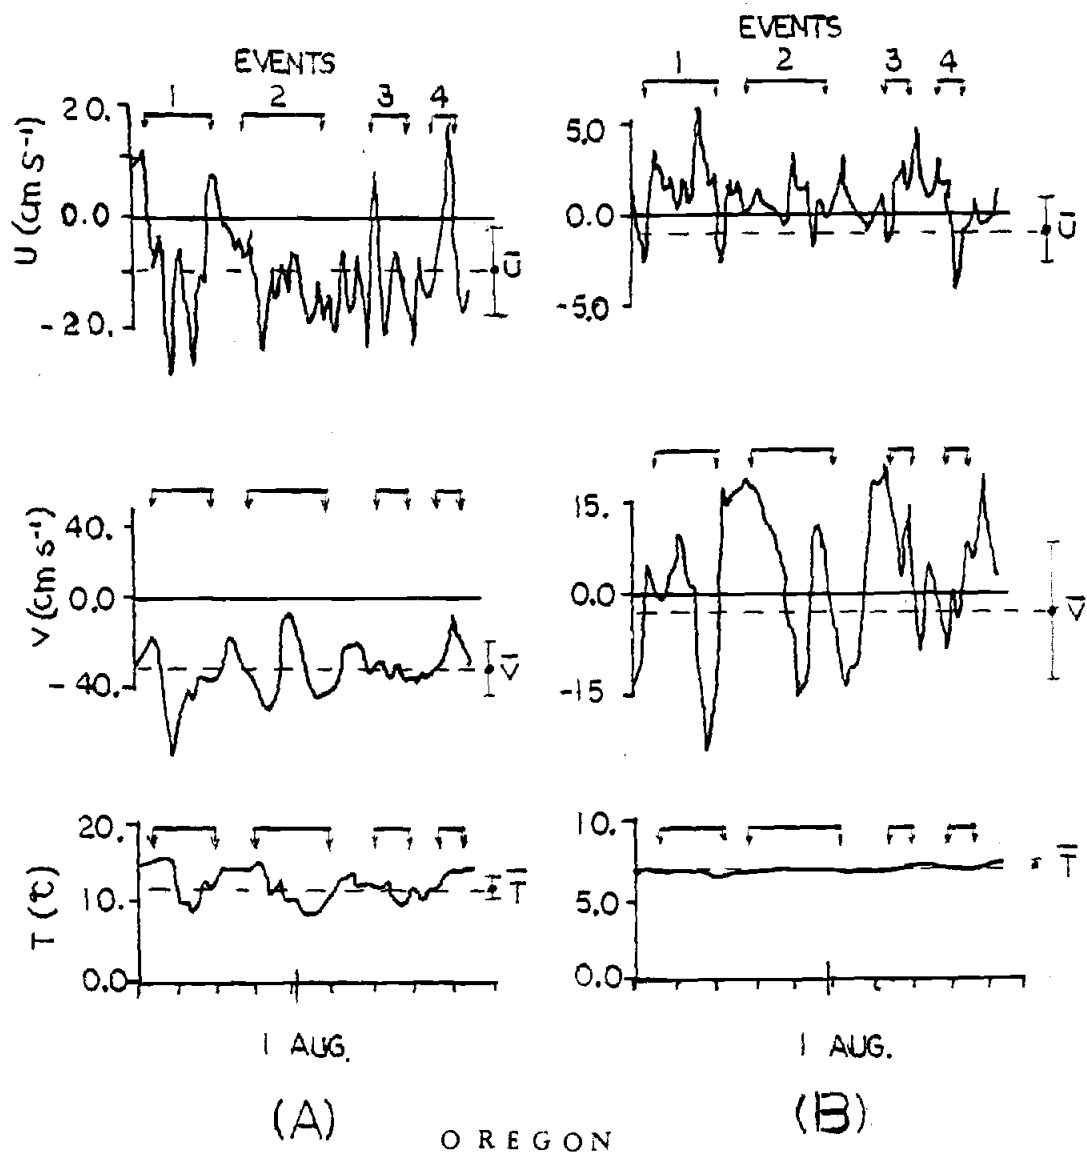 EVENTS
1 2 3 4
20.
0.0
-20.
U (cm s⁻¹)
Ū
40.
0.0
-40.
V (cm s⁻¹)
V̄
20.
10.
0.0
T (°C)
T̄
1 AUG.
(A)
EVENTS
1 2 3 4
5.0
0.0
-5.0
Ū
15.
0.0
-15
V̄
10.
5.0
0.0
T̄
1 AUG.
(B)
OREGON